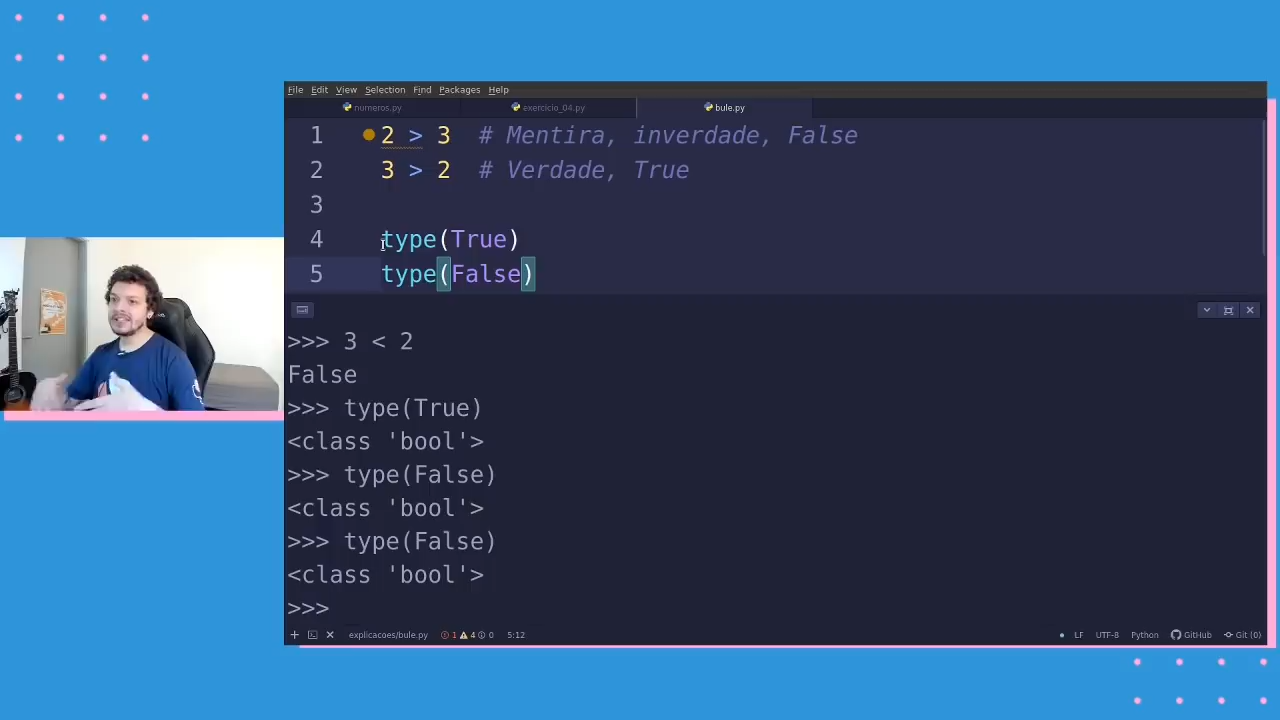 File Edit View Selection Find Packages Help
numeros.py exercicio_04.py bule.py
1 2 > 3 # Mentira, inverdade, False
2 3 > 2 # Verdade, True
3
4 type(True)
5 type(False)
>>> 3 < 2
False
>>> type(True)
<class 'bool'>
>>> type(False)
<class 'bool'>
>>> type(False)
<class 'bool'>
>>>
explicacoes/bule.py 1 4 0 5:12 LF UTF-8 Python GitHub Git (0)